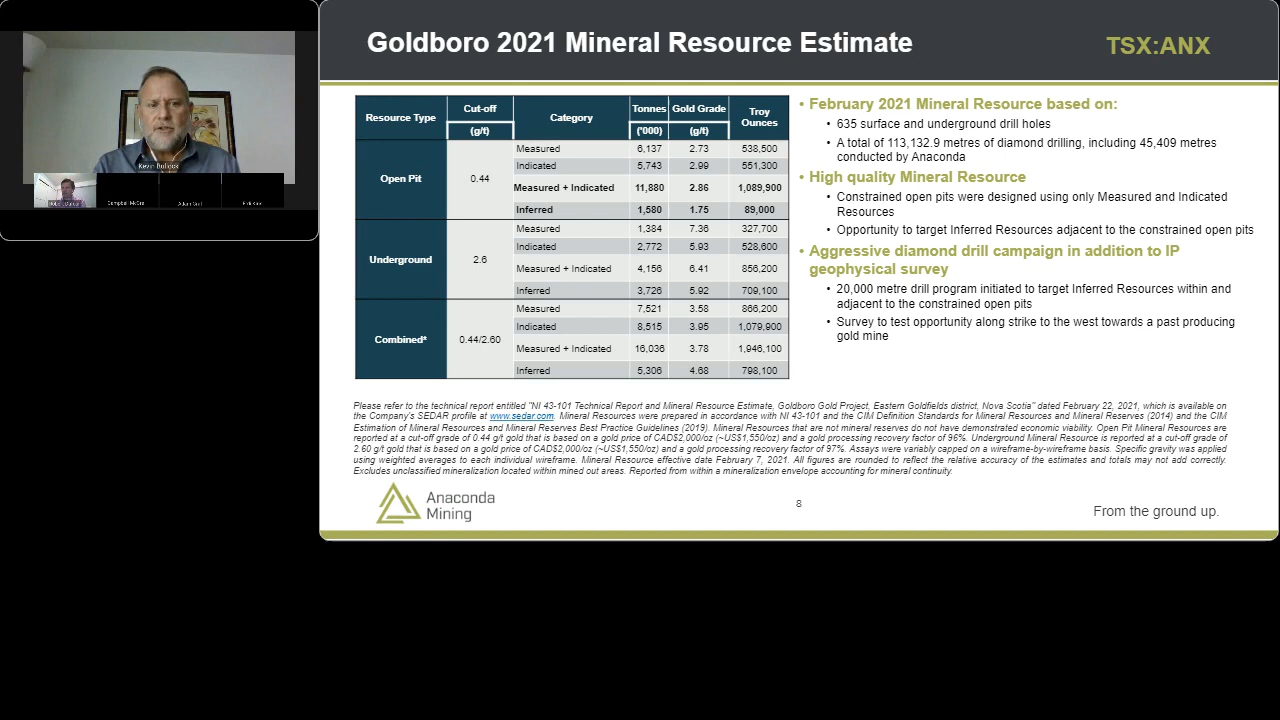 Goldboro 2021 Mineral Resource Estimate
TSX:ANX
Kevin Bullock
Resource Type Cut-off (g/t) Category Tonnes ('000) Gold Grade (g/t) Troy Ounces
Open Pit 0.44
Measured 6,137 2.73 538,500
Indicated 5,743 2.99 551,300
Measured + Indicated 11,880 2.86 1,089,900
Inferred 1,580 1.75 89,000
Underground 2.6
Measured 1,384 7.36 327,700
Indicated 2,772 5.93 528,600
Measured + Indicated 4,156 6.41 856,200
Inferred 3,726 5.92 709,100
Combined* 0.44/2.60
Measured 7,521 3.58 866,200
Indicated 8,515 3.95 1,079,900
Measured + Indicated 16,036 3.78 1,946,100
Inferred 5,306 4.68 798,100
• February 2021 Mineral Resource based on:
• 635 surface and underground drill holes
• A total of 113,132.9 metres of diamond drilling, including 45,409 metres
conducted by Anaconda
• High quality Mineral Resource
• Constrained open pits were designed using only Measured and Indicated
Resources
• Opportunity to target Inferred Resources adjacent to the constrained open pits
• Aggressive diamond drill campaign in addition to IP
geophysical survey
• 20,000 metre drill program initiated to target Inferred Resources within and
adjacent to the constrained open pits
• Survey to test opportunity along strike to the west towards a past producing
gold mine
Please refer to the technical report entitled "NI 43-101 Technical Report and Mineral Resource Estimate, Goldboro Gold Project, Eastern Goldfields district, Nova Scotia" dated February 22, 2021, which is available on
the Company's SEDAR profile at www.sedar.com. Mineral Resources were prepared in accordance with NI 43-101 and the CIM Definition Standards for Mineral Resources and Mineral Reserves (2014) and the CIM
Estimation of Mineral Resources and Mineral Reserves Best Practice Guidelines (2019). Mineral Resources that are not mineral reserves do not have demonstrated economic viability. Open Pit Mineral Resources are
reported at a cut-off grade of 0.44 g/t gold that is based on a gold price of CAD$2,000/oz (~US$1,550/oz) and a gold processing recovery factor of 96%. Underground Mineral Resource is reported at a cut-off grade of
2.60 g/t gold that is based on a gold price of CAD$2,000/oz (~US$1,550/oz) and a gold processing recovery factor of 97%. Assays were variably capped on a wireframe-by-wireframe basis. Specific gravity was applied
using weighted averages to each individual wireframe. Mineral Resource effective date February 7, 2021. All figures are rounded to reflect the relative accuracy of the estimates and totals may not add correctly.
Excludes unclassified mineralization located within mined out areas. Reported from within a mineralization envelope accounting for mineral continuity.
Anaconda
Mining
8
From the ground up.